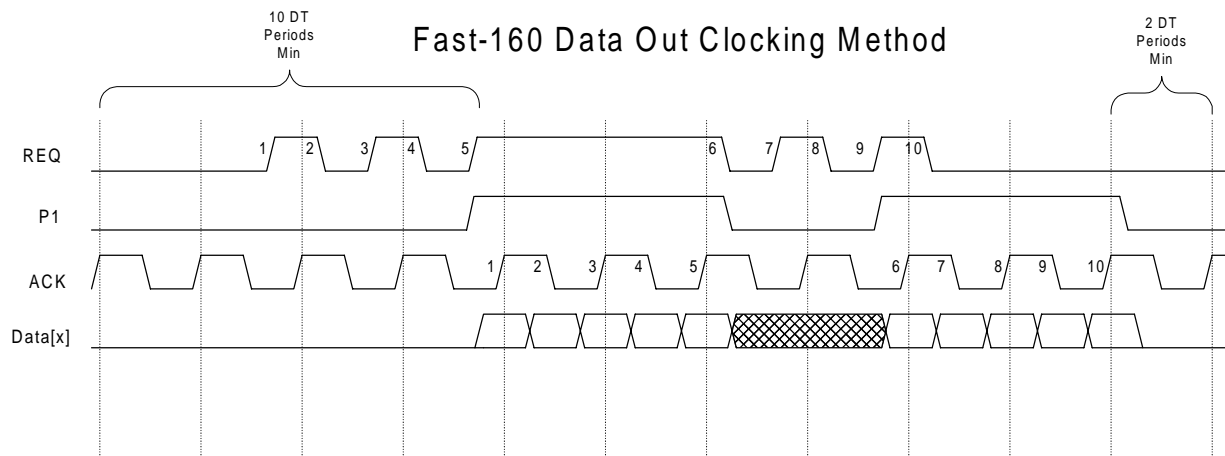 10 DT
Periods
Min
Fast-160 Data Out Clocking Method
2 DT
Periods
Min
REQ
1 2 3 4 5 6 7 8 9 10
P1
ACK
1 2 3 4 5 6 7 8 9 10
Data[x]